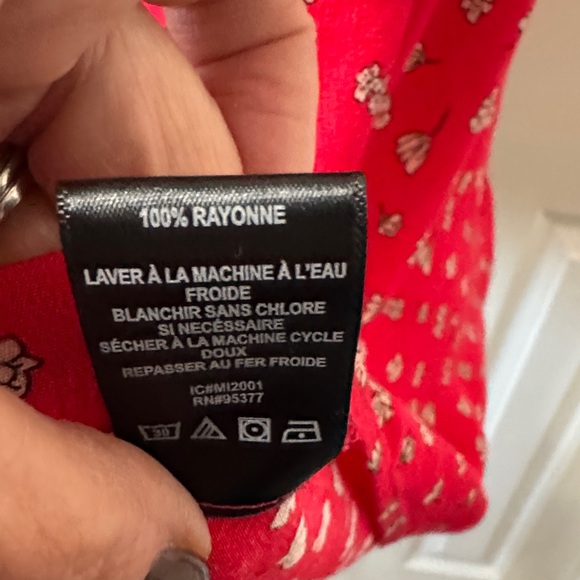 100% RAYONNE
LAVER À LA MACHINE À L'EAU
FROIDE
BLANCHIR SANS CHLORE
SI NECÉSSAIRE
SÉCHER À LA MACHINE CYCLE
DOUX
REPASSER AU FER FROIDE
IC#MI2001
RN#95377
30